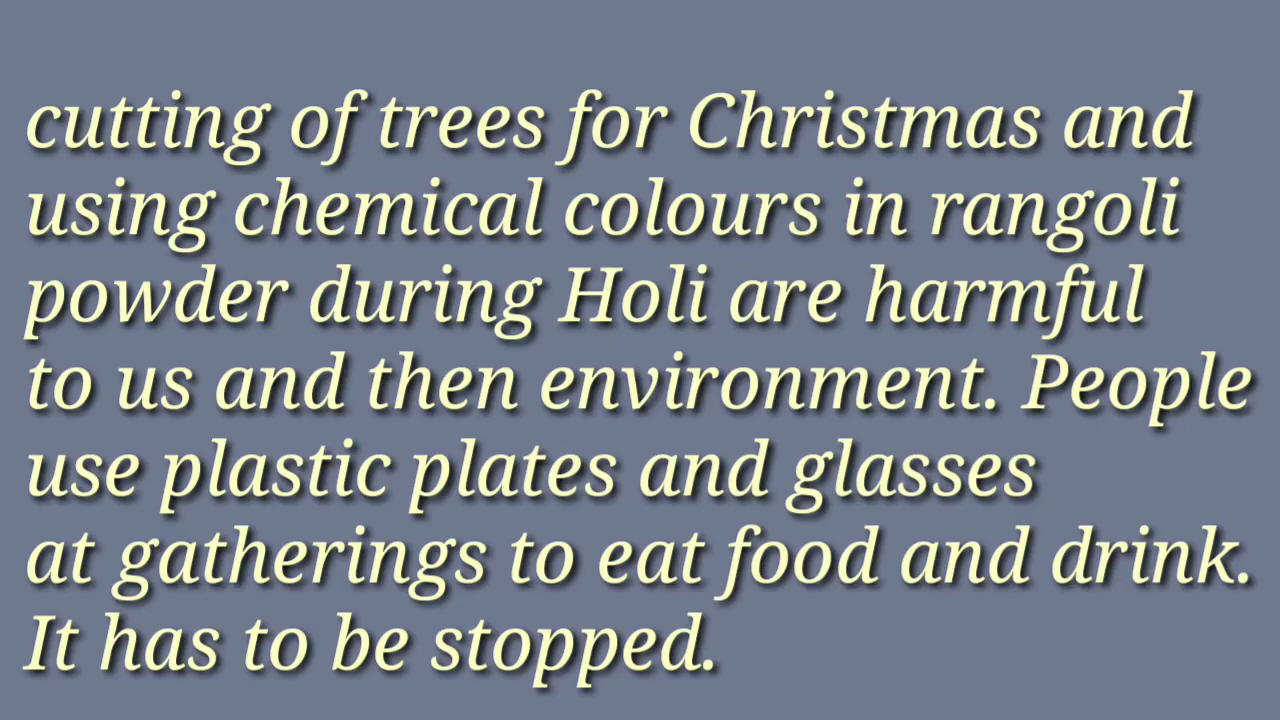 cutting of trees for Christmas and
using chemical colours in rangoli
powder during Holi are harmful
to us and then environment. People
use plastic plates and glasses
at gatherings to eat food and drink.
It has to be stopped.